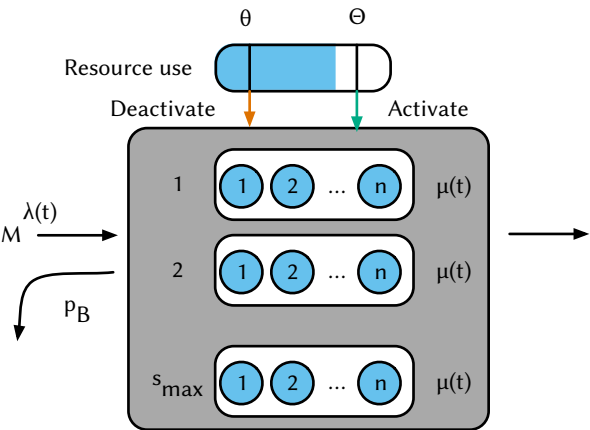 θ Θ
Resource use
Deactivate Activate
1 1 2 ... n μ(t)
λ(t)
M
2 1 2 ... n μ(t)
p_B
s_max 1 2 ... n μ(t)